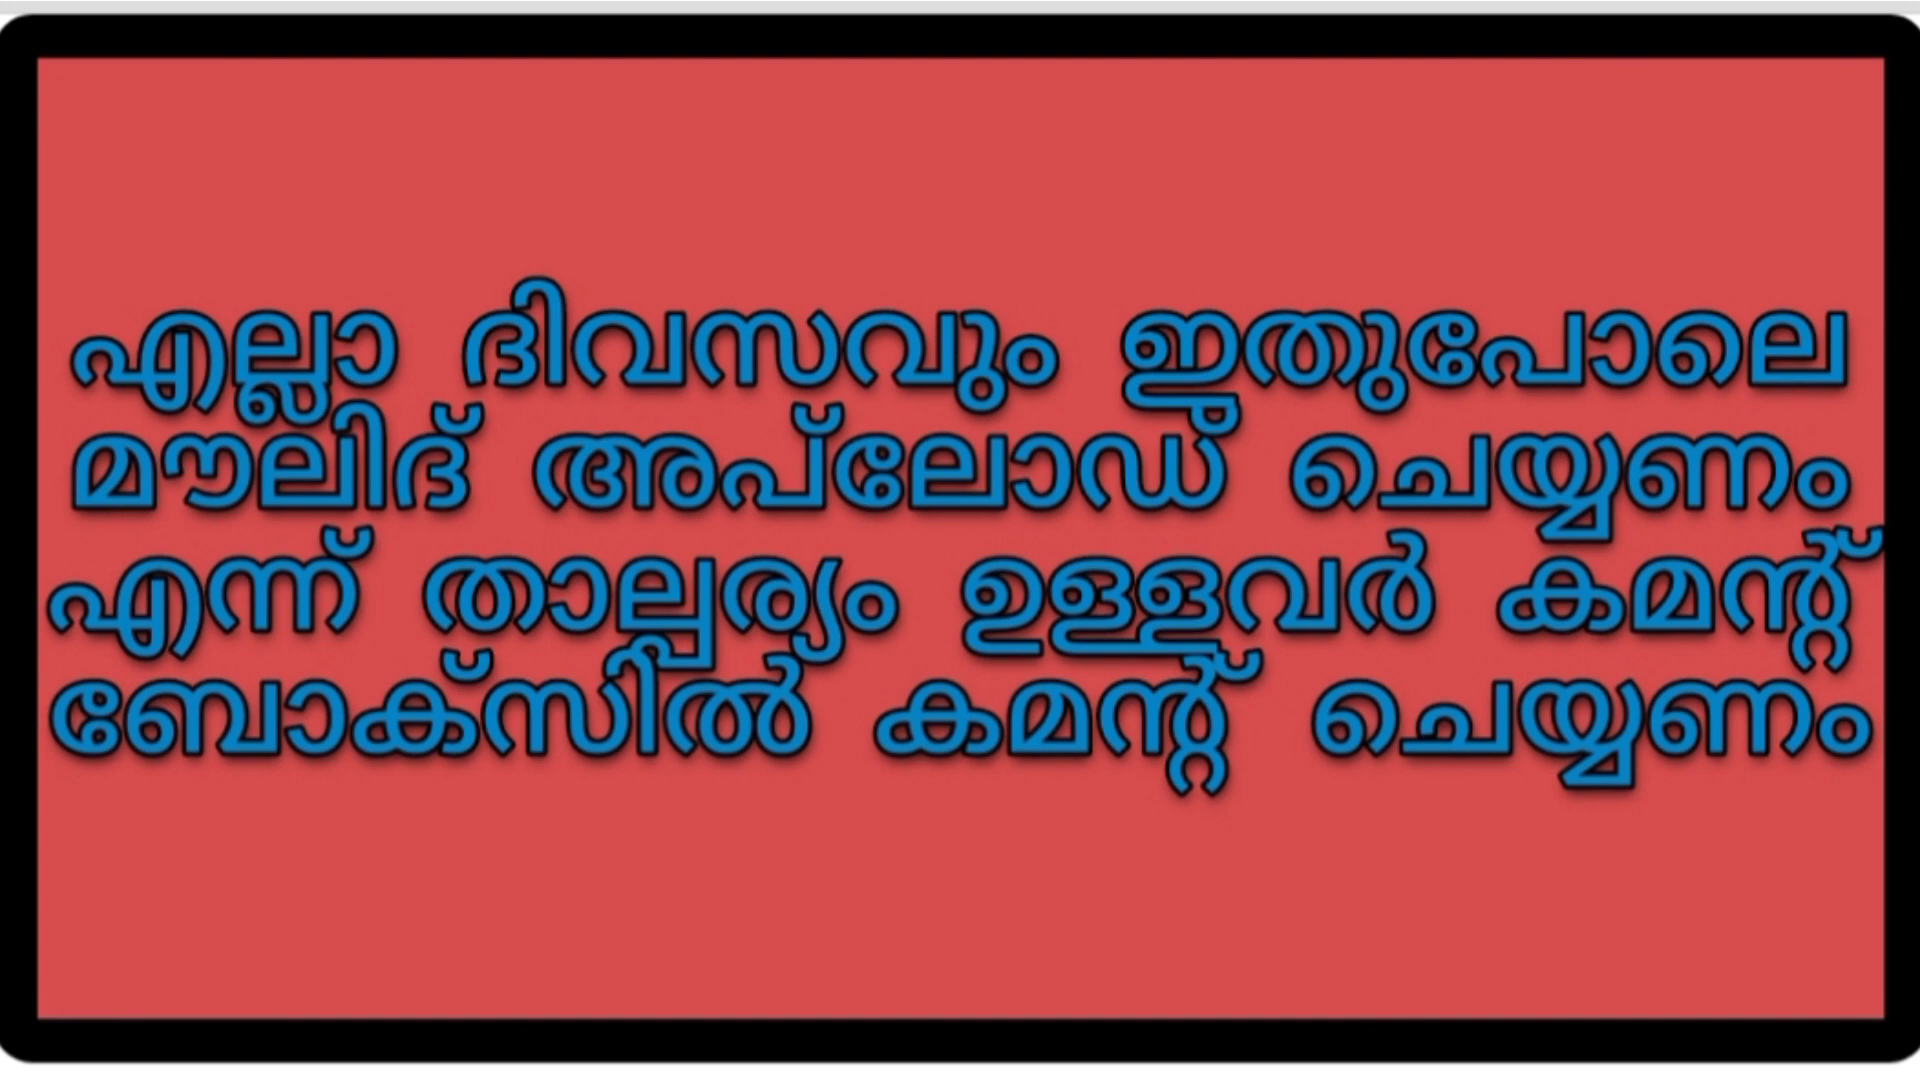 എല്ലാ ദിവസവും ഇതുപോലെ
മൗലിദ് അപ്ലോഡ് ചെയ്യണം
എന്ന് താല്പര്യം ഉള്ളവർ കമന്റ്
ബോക്സിൽ കമന്റ് ചെയ്യണം